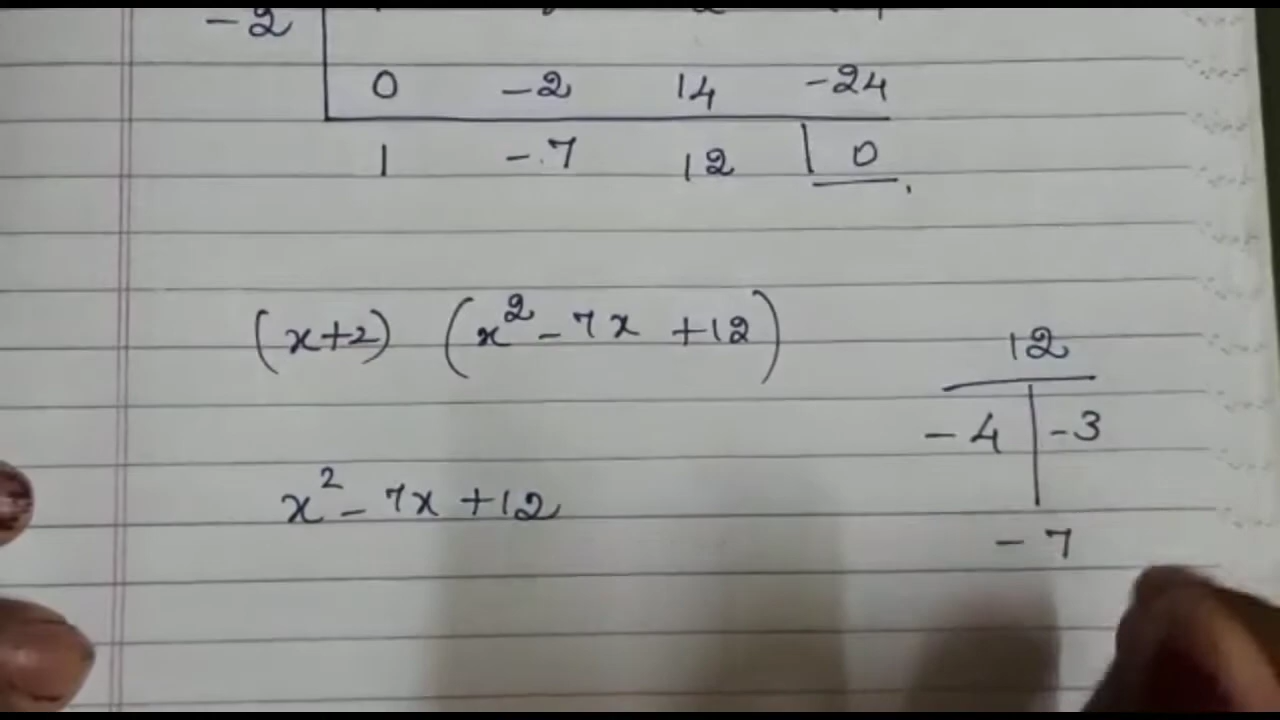 -2
0 -2 14 -24
1 -7 12 0
(x+2) (x² - 7x + 12)
12
-4 -3
x² - 7x + 12
-7